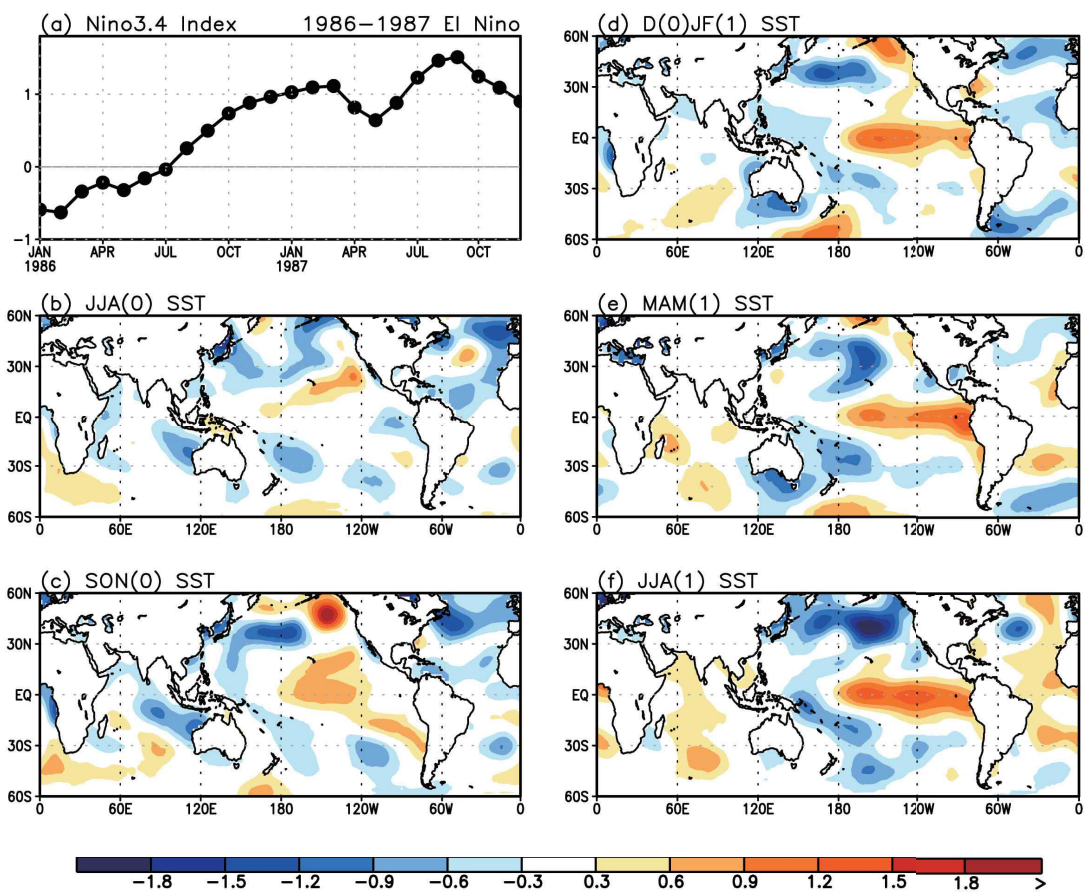 (a) Nino3.4 Index 1986−1987 El Nino
1
0
−1
JAN APR JUL OCT JAN APR JUL OCT
1986 1987
(b) JJA(0) SST
60N
30N
EQ
30S
60S
0 60E 120E 180 120W 60W 0
(c) SON(0) SST
60N
30N
EQ
30S
60S
0 60E 120E 180 120W 60W 0
(d) D(0)JF(1) SST
60N
30N
EQ
30S
60S
0 60E 120E 180 120W 60W 0
(e) MAM(1) SST
60N
30N
EQ
30S
60S
0 60E 120E 180 120W 60W 0
(f) JJA(1) SST
60N
30N
EQ
30S
60S
0 60E 120E 180 120W 60W 0
−1.8 −1.5 −1.2 −0.9 −0.6 −0.3 0.3 0.6 0.9 1.2 1.5 1.8 >